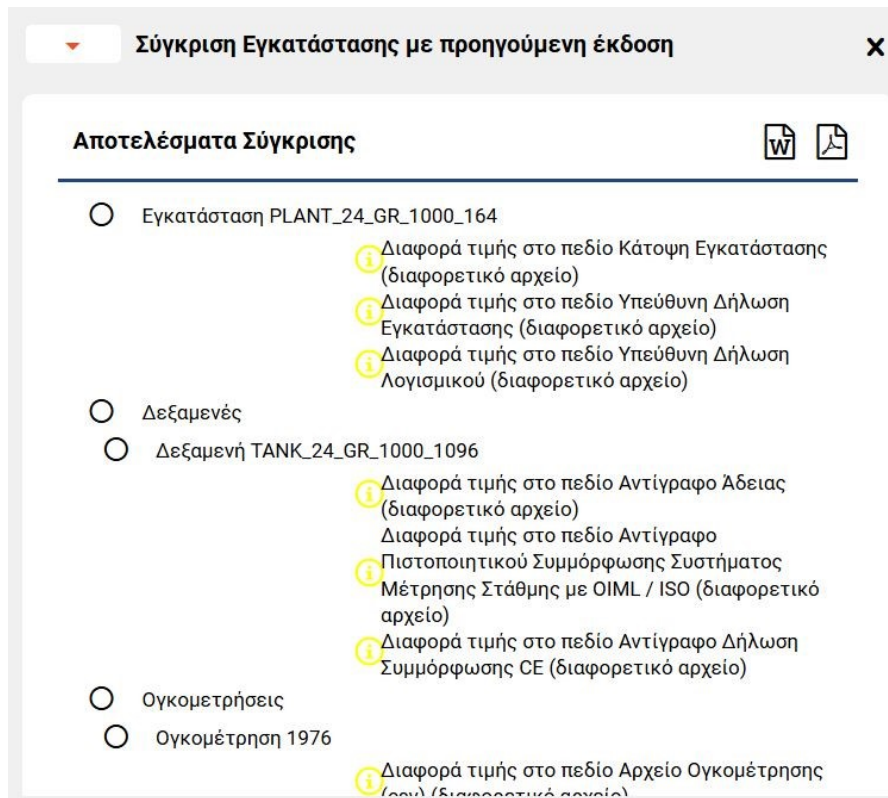 Σύγκριση Εγκατάστασης με προηγούμενη έκδοση
Αποτελέσματα Σύγκρισης
Εγκατάσταση PLANT_24_GR_1000_164
Διαφορά τιμής στο πεδίο Κάτοψη Εγκατάστασης
(διαφορετικό αρχείο)
Διαφορά τιμής στο πεδίο Υπεύθυνη Δήλωση
Εγκατάστασης (διαφορετικό αρχείο)
Διαφορά τιμής στο πεδίο Υπεύθυνη Δήλωση
Λογισμικού (διαφορετικό αρχείο)
Δεξαμενές
Δεξαμενή TANK_24_GR_1000_1096
Διαφορά τιμής στο πεδίο Αντίγραφο Άδειας
(διαφορετικό αρχείο)
Διαφορά τιμής στο πεδίο Αντίγραφο
Πιστοποιητικού Συμμόρφωσης Συστήματος
Μέτρησης Στάθμης με OIML / ISO (διαφορετικό
αρχείο)
Διαφορά τιμής στο πεδίο Αντίγραφο Δήλωση
Συμμόρφωσης CE (διαφορετικό αρχείο)
Ογκομετρήσεις
Ογκομέτρηση 1976
Διαφορά τιμής στο πεδίο Αρχείο Ογκομέτρησης
(csv) (διαφορετικό αρχείο)